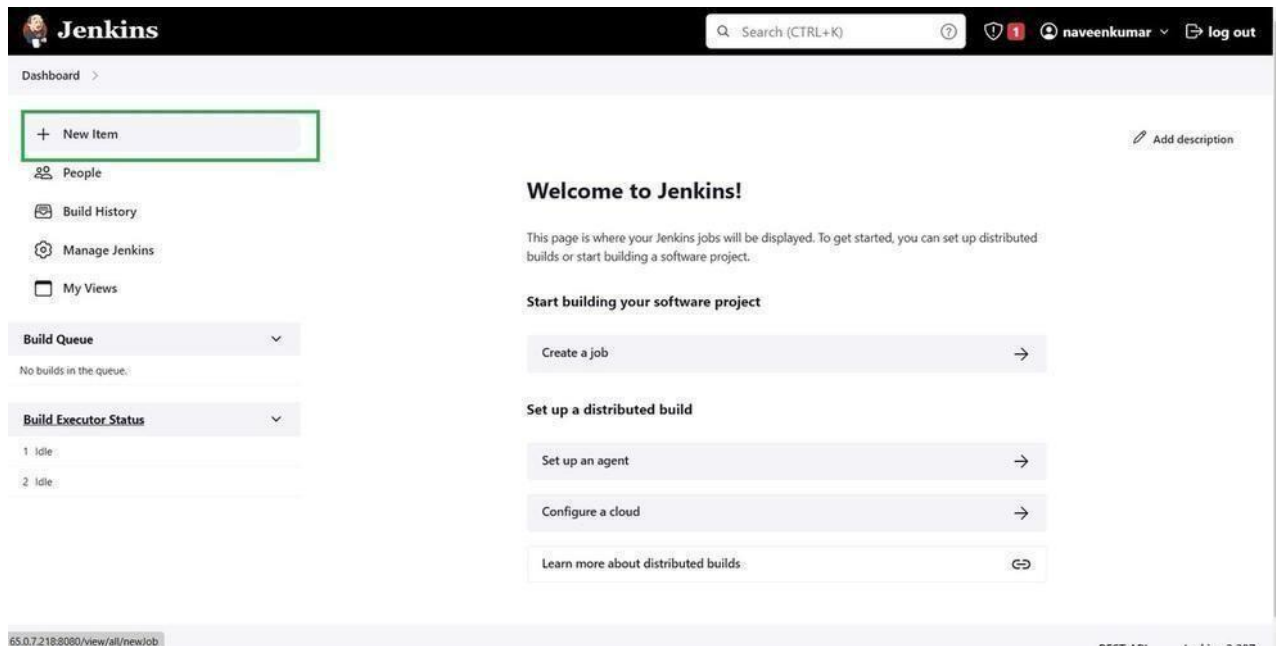 Jenkins
Search (CTRL+K)
1
naveenkumar
log out
Dashboard
New Item
People
Build History
Manage Jenkins
My Views
Build Queue
No builds in the queue.
Build Executor Status
1 Idle
2 Idle
Add description
Welcome to Jenkins!
This page is where your Jenkins jobs will be displayed. To get started, you can set up distributed
builds or start building a software project.
Start building your software project
Create a job
Set up a distributed build
Set up an agent
Configure a cloud
Learn more about distributed builds
65.0.7.218:8080/view/all/newJob